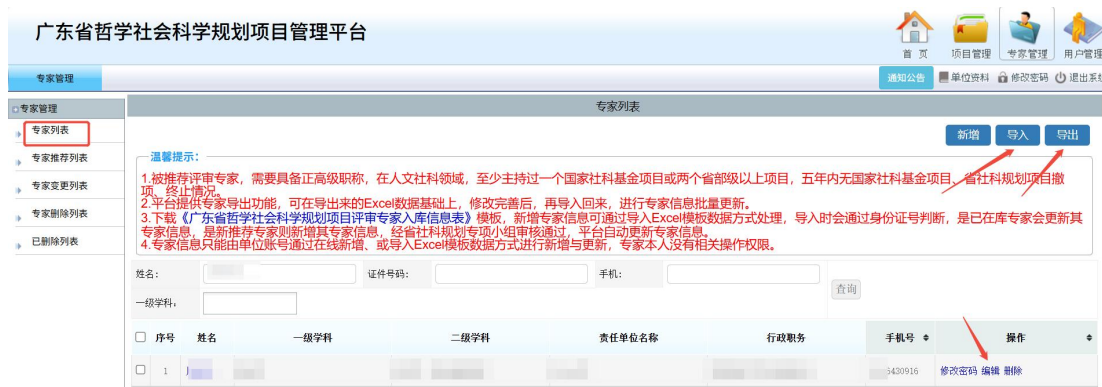 广东省哲学社会科学规划项目管理平台
首 页 项目管理 专家管理 用户管理
专家管理 通知公告 单位资料 修改密码 退出系统
专家管理 专家列表
专家列表
新增 导入 导出
专家推荐列表
专家变更列表
专家删除列表
已删除列表
温馨提示:
1.被推荐评审专家，需要具备正高级职称，在人文社科领域，至少主持过一个国家社科基金项目或两个省部级以上项目，五年内无国家社科基金项目、省社科规划项目撤
项、终止情况。
2.平台提供专家导出功能，可在导出来的Excel数据基础上，修改完善后，再导入回来，进行专家信息批量更新。
3.下载《广东省哲学社会科学规划项目评审专家入库信息表》模板，新增专家信息可通过导入Excel模板数据方式处理，导入时会通过身份证号判断，是已在库专家会更新其
专家信息，是新推荐专家则新增其专家信息，经省社科规划专项小组审核通过，平台自动更新专家信息。
4.专家信息只能由单位账号通过在线新增、或导入Excel模板数据方式进行新增与更新，专家本人没有相关操作权限。
姓名: 证件号码: 手机:
查询
一级学科:
序号 姓名 一级学科 二级学科 责任单位名称 行政职务 手机号 操作
1 5430916 修改密码 编辑 删除